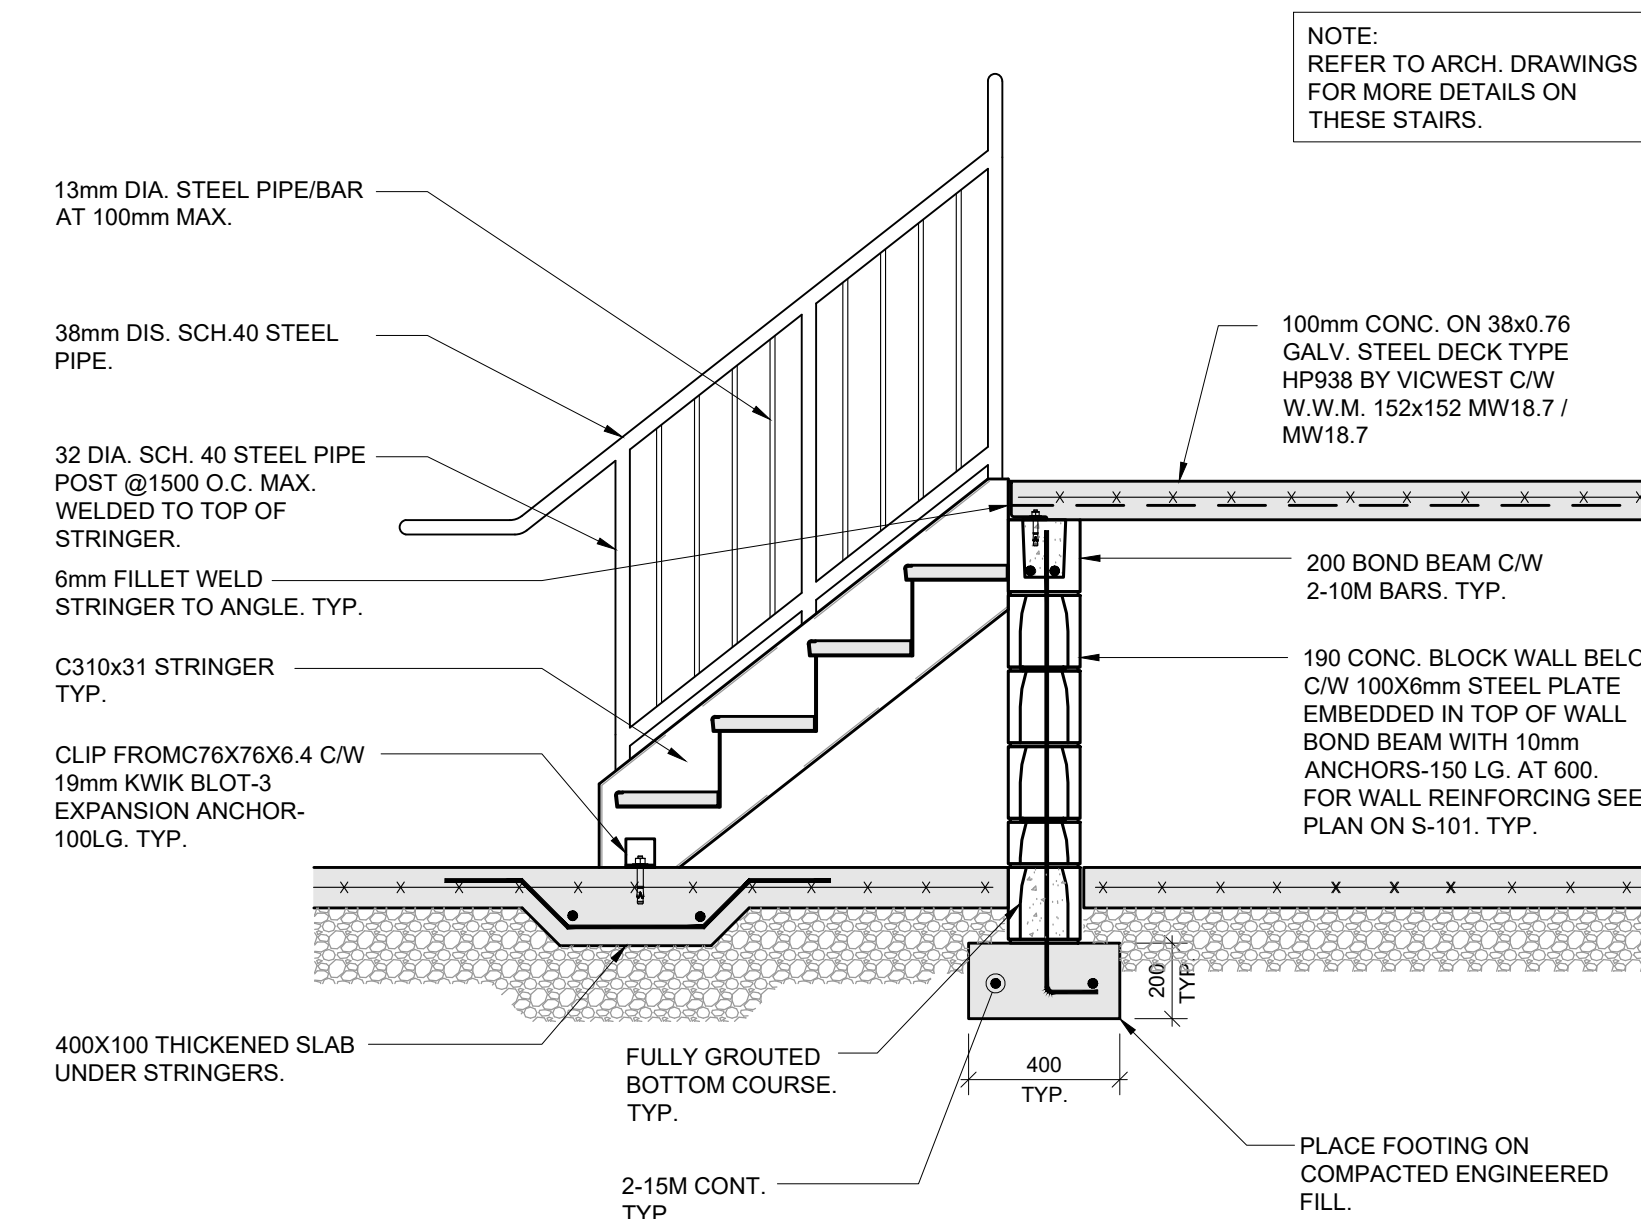 NOTE:
REFER TO ARCH. DRAWINGS
FOR MORE DETAILS ON
THESE STAIRS.
13mm DIA. STEEL PIPE/BAR
AT 100mm MAX.
38mm DIS. SCH.40 STEEL
PIPE.
32 DIA. SCH. 40 STEEL PIPE
POST @1500 O.C. MAX.
WELDED TO TOP OF
STRINGER.
6mm FILLET WELD
STRINGER TO ANGLE. TYP.
C310x31 STRINGER
TYP.
CLIP FROMC76X76X6.4 C/W
19mm KWIK BLOT-3
EXPANSION ANCHOR-
100LG. TYP.
400X100 THICKENED SLAB
UNDER STRINGERS.
FULLY GROUTED
BOTTOM COURSE.
TYP.
2-15M CONT.
TYP
400
TYP.
200
TYP.
100mm CONC. ON 38x0.76
GALV. STEEL DECK TYPE
HP938 BY VICWEST C/W
W.W.M. 152x152 MW18.7 /
MW18.7
200 BOND BEAM C/W
2-10M BARS. TYP.
190 CONC. BLOCK WALL BELO
C/W 100X6mm STEEL PLATE
EMBEDDED IN TOP OF WALL
BOND BEAM WITH 10mm
ANCHORS-150 LG. AT 600.
FOR WALL REINFORCING SEE
PLAN ON S-101. TYP.
PLACE FOOTING ON
COMPACTED ENGINEERED
FILL.